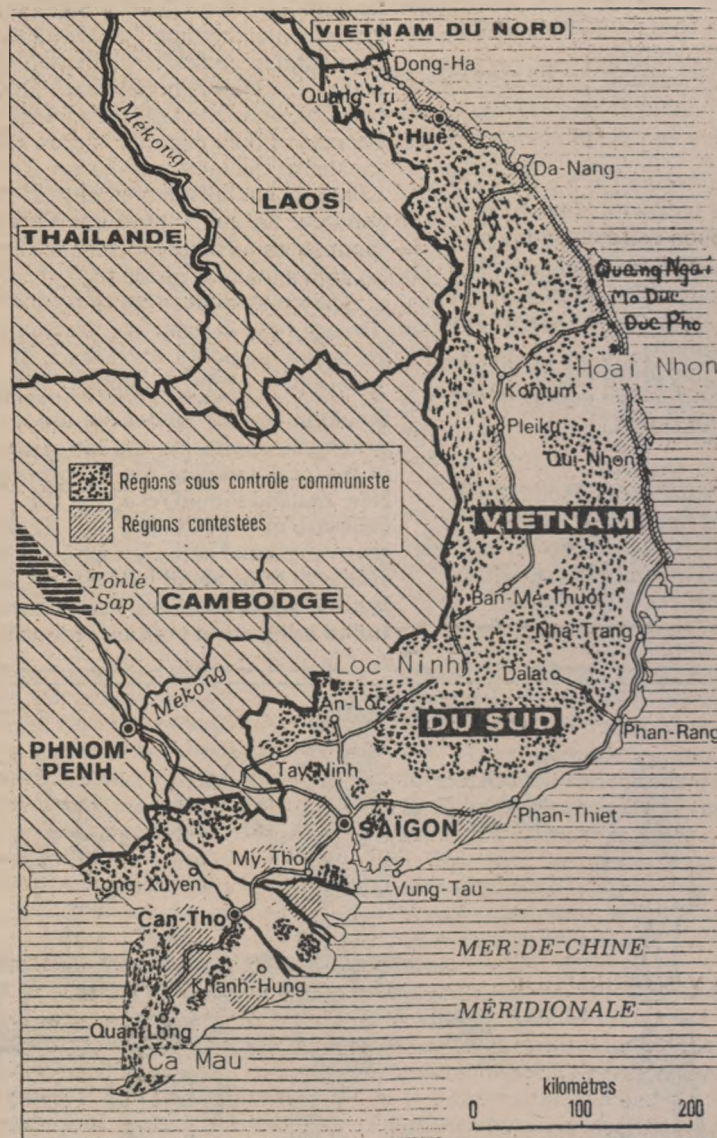 VIETNAM DU NORD
Dong-Ha
Quang-Tri
Mékong
Hué
Da-Nang
LAOS
THAÏLANDE
Quang Ngai
Mo Duc
Duc Pho
Hoai Nhon
Kontum
Pleiku
Qui-Nhon
Régions sous contrôle communiste
Régions contestées
VIETNAM
Tonlé
Sap
CAMBODGE
Ban-Mé-Thuot
Nha-Trang
Loc Ninh
Dalat
Mékong
An-Loc
DU SUD
Phan-Rang
PHNOM-
PENH
Tay-Ninh
SAÏGON
Phan-Thiet
My-Tho
Long-Xuyen
Vung-Tau
Can-Tho
MER-DE-CHINE
Khanh-Hung
MÉRIDIONALE
Quan-Long
Ca Mau
kilomètres
0 100 200